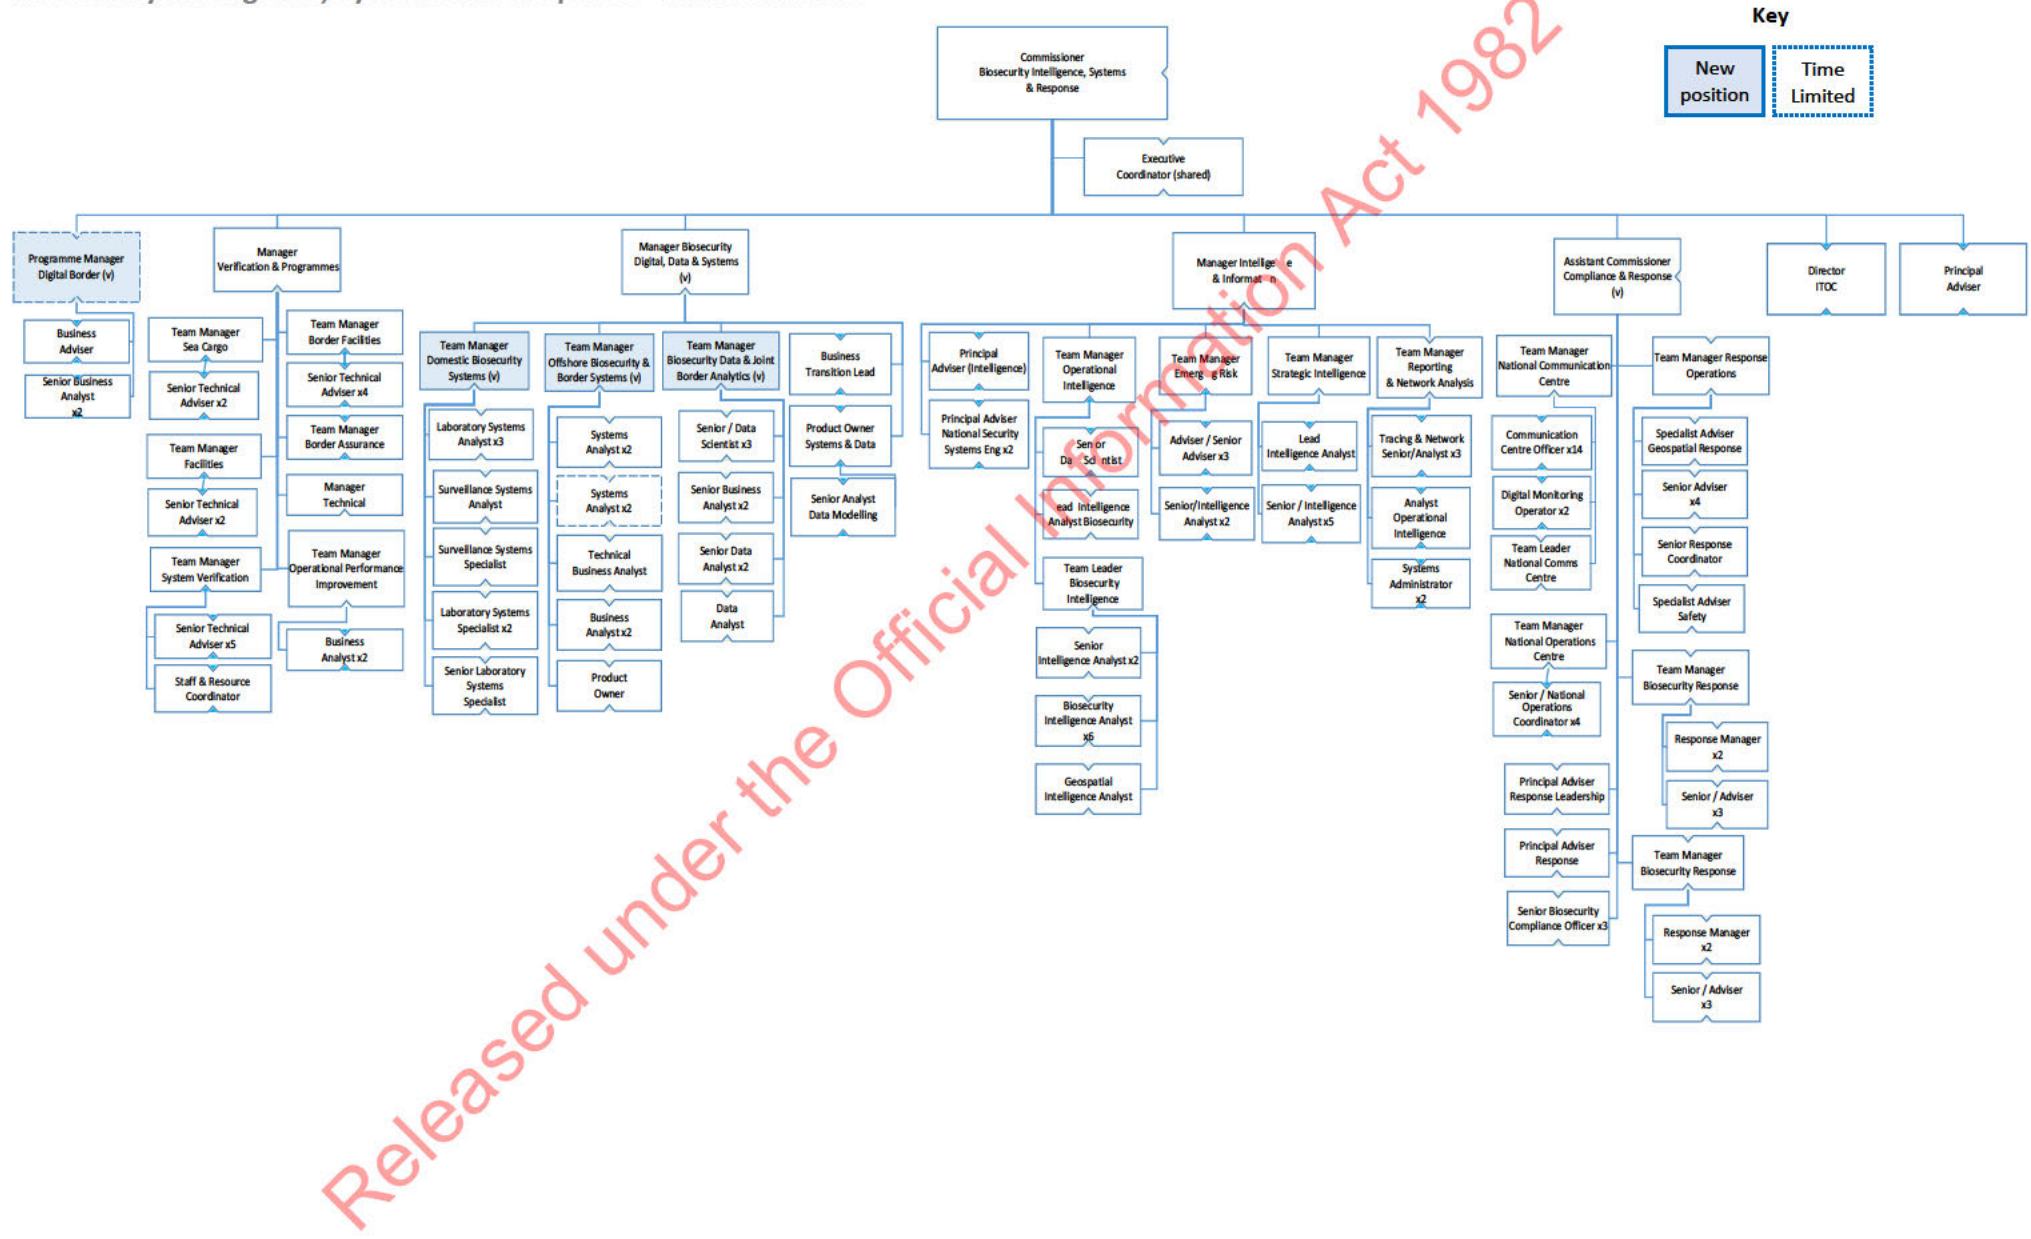 Key
New
position
Time
Limited
Commissioner
Biosecurity Intelligence, Systems
& Response
Executive
Coordinator (shared)
Programme Manager
Digital Border (v)
Manager
Verification & Programmes
Manager Biosecurity
Digital, Data & Systems
(v)
Manager Intellige e
& Informat n
Assistant Commissioner
Compliance & Response
(v)
Director
ITOC
Principal
Adviser
Business
Adviser
Senior Business
Analyst
x2
Team Manager
Sea Cargo
Senior Technical
Adviser x2
Team Manager
Facilities
Senior Technical
Adviser x2
Team Manager
System Verification
Senior Technical
Adviser x5
Staff & Resource
Coordinator
Team Manager
Border Facilities
Senior Technical
Adviser x4
Team Manager
Border Assurance
Manager
Technical
Team Manager
Operational Performance
Improvement
Business
Analyst x2
Team Manager
Domestic Biosecurity
Systems (v)
Laboratory Systems
Analyst x3
Surveillance Systems
Analyst
Surveillance Systems
Specialist
Laboratory Systems
Specialist x2
Senior Laboratory
Systems
Specialist
Team Manager
Offshore Biosecurity &
Border Systems (v)
Systems
Analyst x2
Systems
Analyst x2
Technical
Business Analyst
Business
Analyst x2
Product
Owner
Team Manager
Biosecurity Data & Joint
Border Analytics (v)
Senior / Data
Scientist x3
Senior Business
Analyst x2
Senior Data
Analyst x2
Data
Analyst
Business
Transition Lead
Product Owner
Systems & Data
Senior Analyst
Data Modelling
Principal
Adviser (Intelligence)
Principal Adviser
National Security
Systems Eng x2
Team Manager
Operational
Intelligence
Sen or
Da Sci ntist
ead Intelligence
Analyst Biosecurity
Team Leader
Biosecurity
Intelligence
Senior
Intelligence Analyst x2
Biosecurity
Intelligence Analyst
x6
Geospatial
Intelligence Analyst
Team Manager
Emerg g Risk
Adviser / Senior
Adviser x3
Senior/Intelligence
Analyst x2
Team Manager
Strategic Intelligence
Lead
Intelligence Analyst
Senior / Intelligence
Analyst x5
Team Manager
Reporting
& Network Analysis
Tracing & Network
Senior/Analyst x3
Analyst
Operational
Intelligence
Systems
Administrator
x2
Team Manager
National Communication
Centre
Communication
Centre Officer x14
Digital Monitoring
Operator x2
Team Leader
National Comms
Centre
Team Manager
National Operations
Centre
Senior / National
Operations
Coordinator x4
Principal Adviser
Response Leadership
Principal Adviser
Response
Senior Biosecurity
Compliance Officer x3
Team Manager Response
Operations
Specialist Adviser
Geospatial Response
Senior Adviser
x4
Senior Response
Coordinator
Specialist Adviser
Safety
Team Manager
Biosecurity Response
Response Manager
x2
Senior / Adviser
x3
Team Manager
Biosecurity Response
Response Manager
x2
Senior / Adviser
x3
Released under the Official Information Act 1982